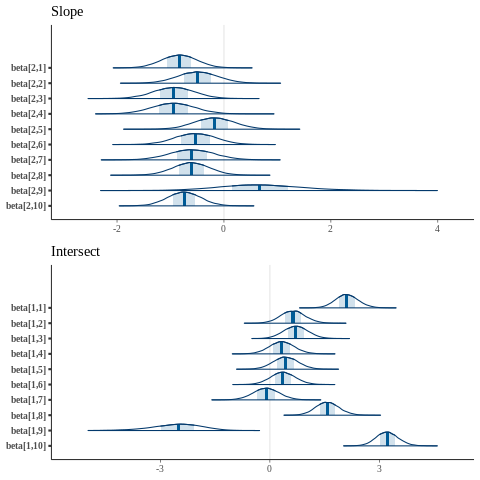 Slope
beta[2,1]
beta[2,2]
beta[2,3]
beta[2,4]
beta[2,5]
beta[2,6]
beta[2,7]
beta[2,8]
beta[2,9]
beta[2,10]
-2 0 2 4
Intersect
beta[1,1]
beta[1,2]
beta[1,3]
beta[1,4]
beta[1,5]
beta[1,6]
beta[1,7]
beta[1,8]
beta[1,9]
beta[1,10]
-3 0 3